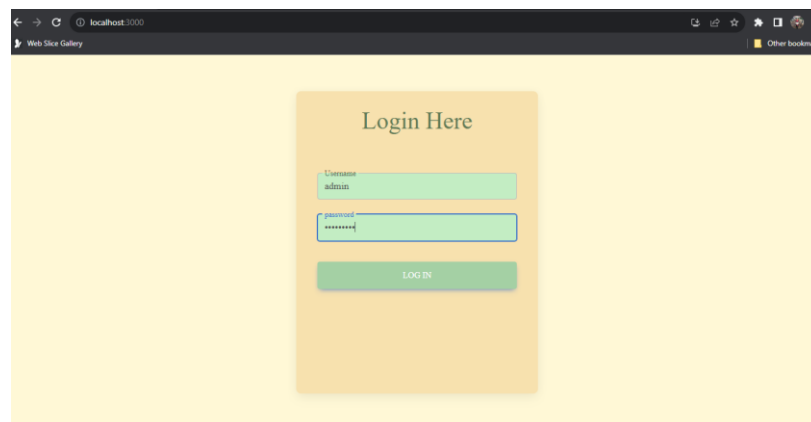 localhost:3000
Web Slice Gallery
Other bookm
Login Here
Username
admin
password
•••••••••
LOG IN